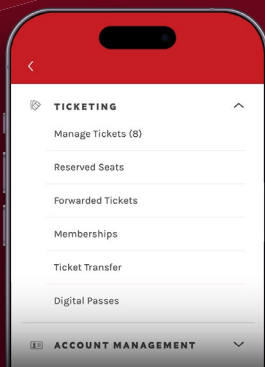 TICKETING
Manage Tickets (8)
Reserved Seats
Forwarded Tickets
Memberships
Ticket Transfer
Digital Passes
ACCOUNT MANAGEMENT